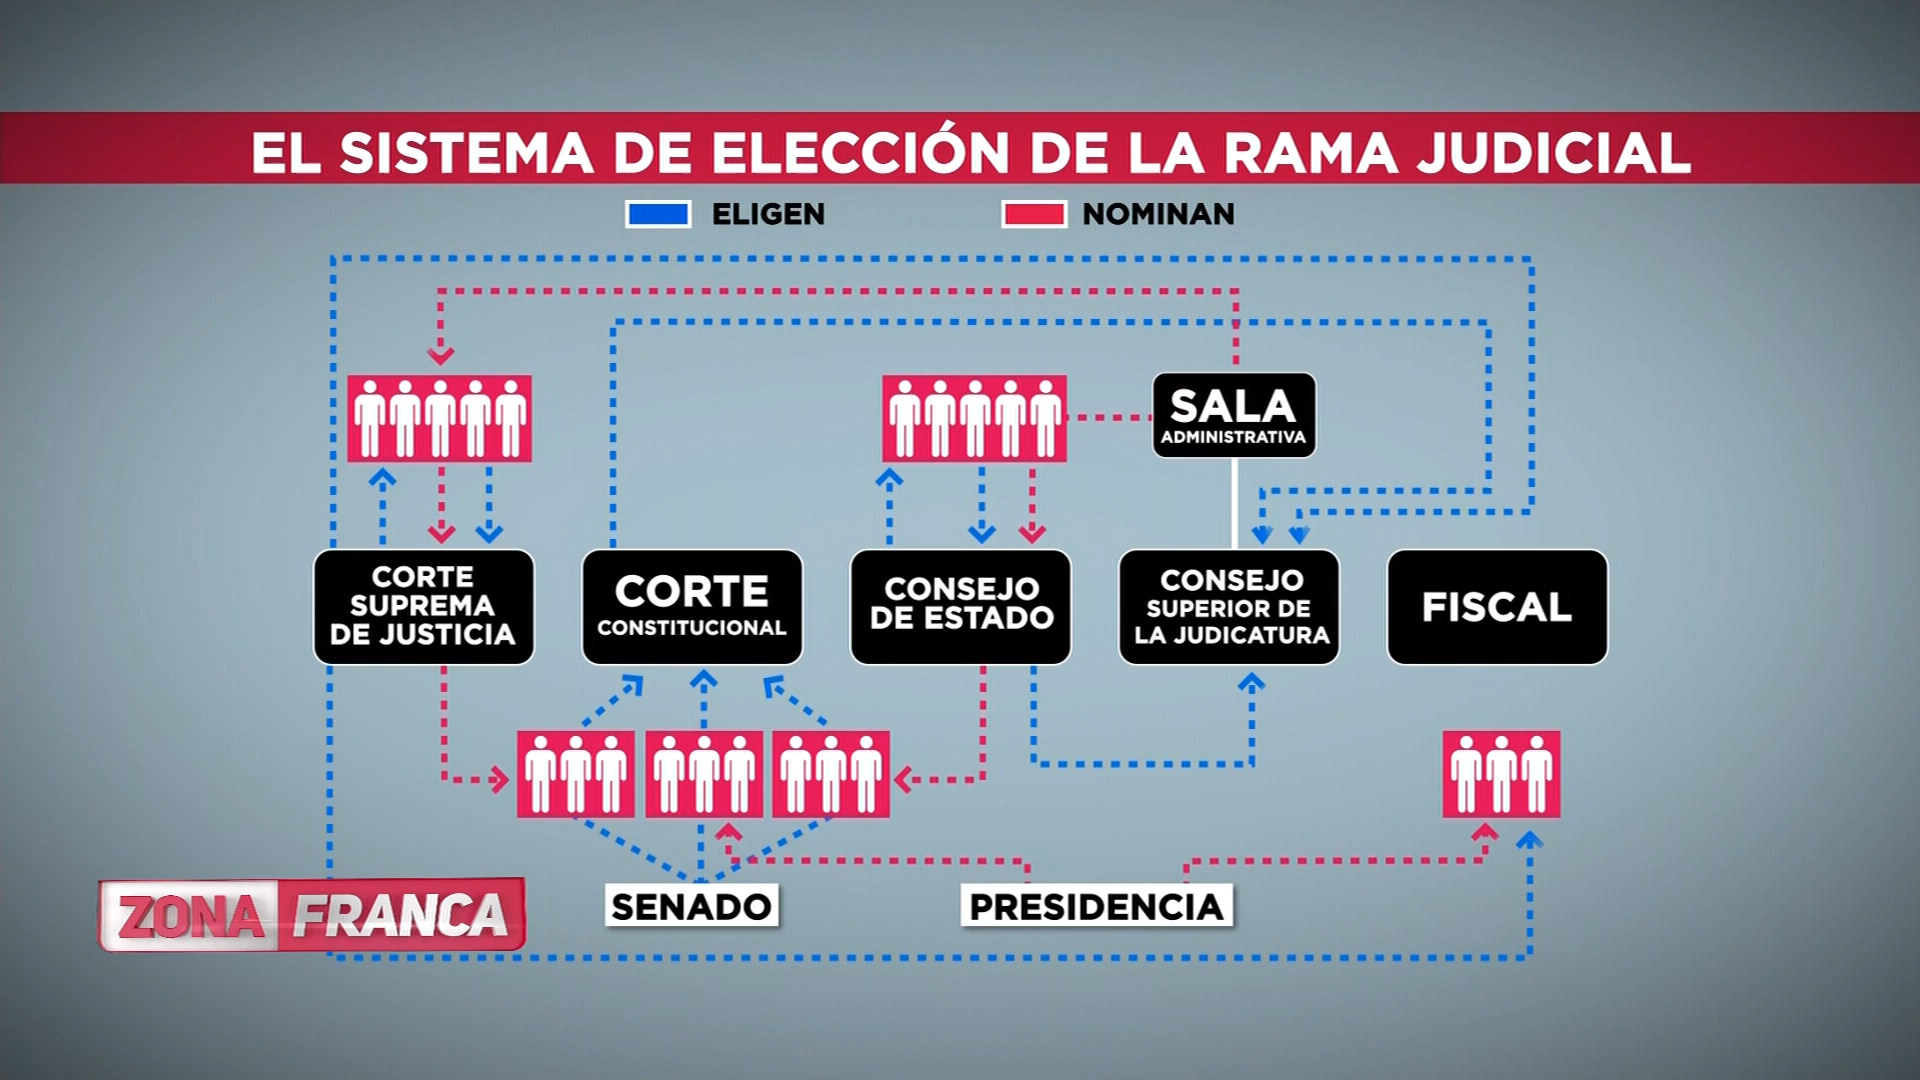 EL SISTEMA DE ELECCIÓN DE LA RAMA JUDICIAL
ELIGEN
NOMINAN
SALA
ADMINISTRATIVA
CORTE
SUPREMA
DE JUSTICIA
CORTE
CONSTITUCIONAL
CONSEJO
DE ESTADO
CONSEJO
SUPERIOR DE
LA JUDICATURA
FISCAL
ZONA FRANCA
SENADO
PRESIDENCIA